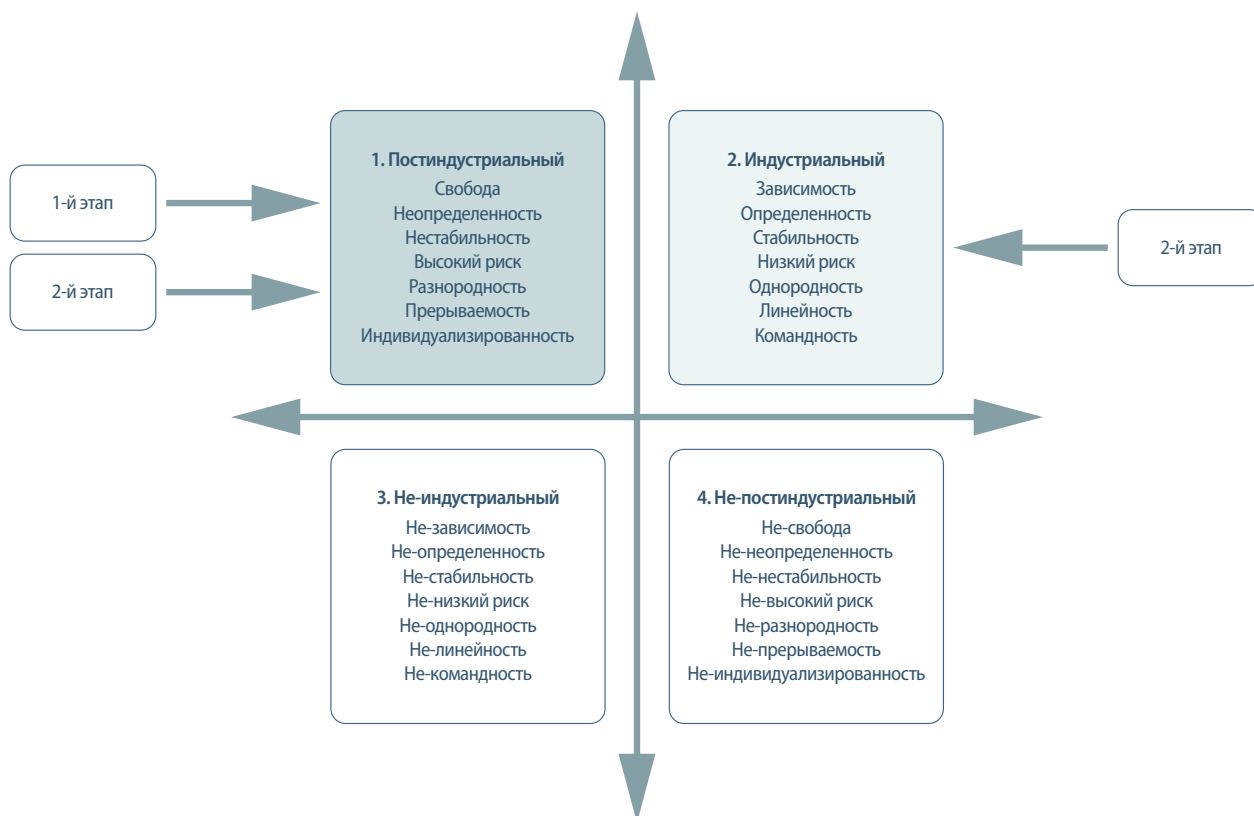 1-й этап
2-й этап
1. Постиндустриальный
Свобода
Неопределенность
Нестабильность
Высокий риск
Разнородность
Прерываемость
Индивидуализированность
2. Индустриальный
Зависимость
Определенность
Стабильность
Низкий риск
Однородность
Линейность
Командность
2-й этап
3. Не-индустриальный
Не-зависимость
Не-определенность
Не-стабильность
Не-низкий риск
Не-однородность
Не-линейность
Не-командность
4. Не-постиндустриальный
Не-свобода
Не-неопределенность
Не-нестабильность
Не-высокий риск
Не-разнородность
Не-прерываемость
Не-индивидуализированность